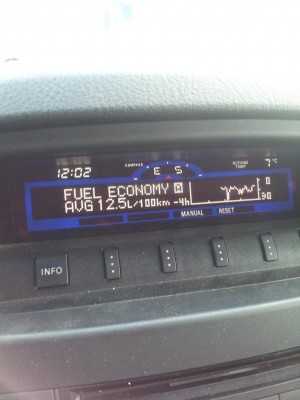 COMPASS OUTSIDE TEMP
12:02 E S 7 °C
FUEL ECONOMY A 0
AVG 12.5L/100km -4h 30
MANUAL RESET
INFO